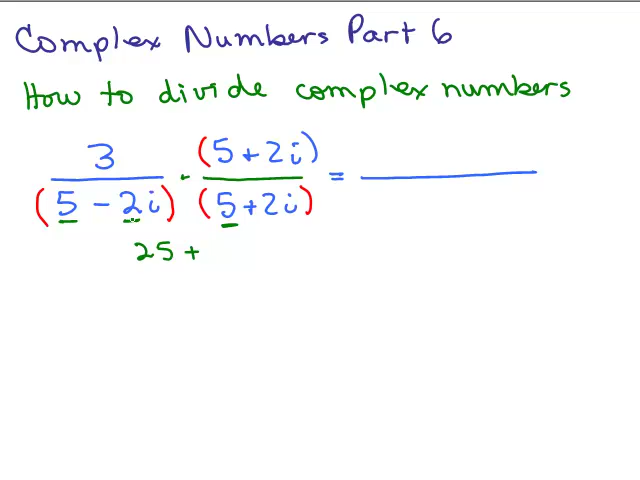 Complex Numbers Part 6
How to divide complex numbers
3 (5+2i)
(5 - 2i) · (5+2i) =
25 +